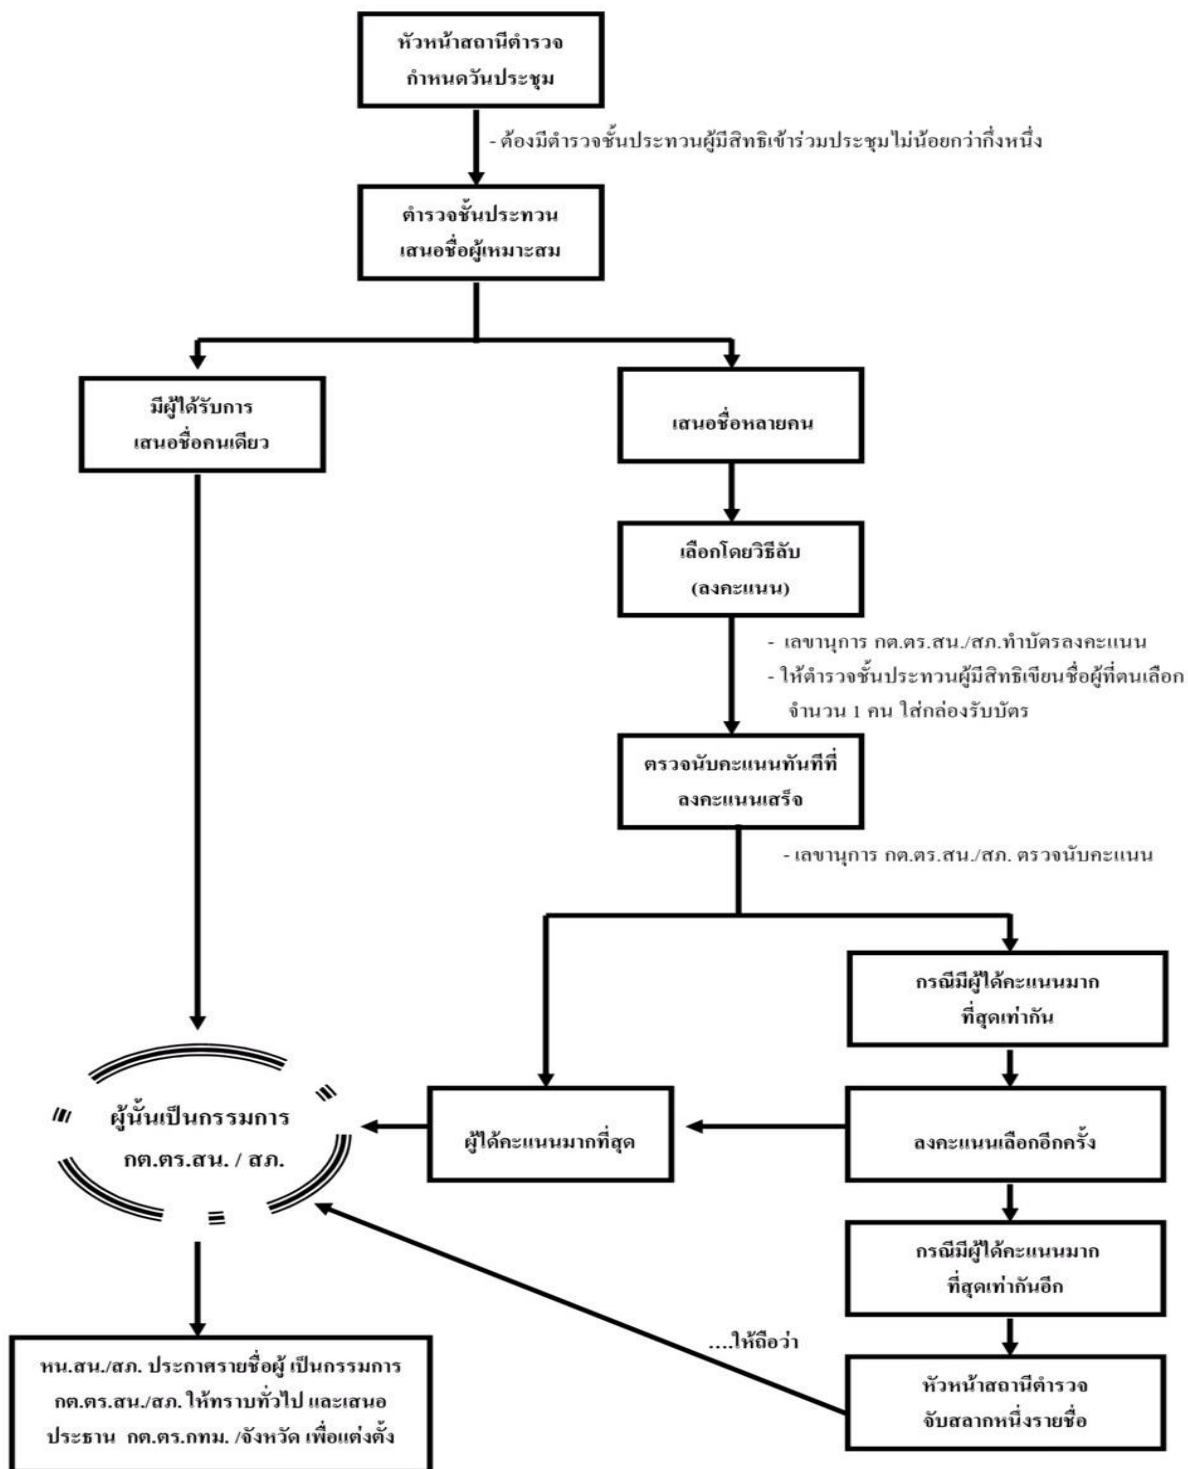 หัวหน้าสถานีตำรวจ
กำหนดวันประชุม
- ต้องมีตำรวจชั้นประทวนผู้มีสิทธิเข้าร่วมประชุมไม่น้อยกว่ากึ่งหนึ่ง
ตำรวจชั้นประทวน
เสนอชื่อผู้เหมาะสม
มีผู้ได้รับการ
เสนอชื่อคนเดียว
เสนอชื่อหลายคน
เลือกโดยวิธีลับ
(ลงคะแนน)
- เลขานุการ กต.ตร.สน./สภ.ทำบัตรลงคะแนน
- ให้ตำรวจชั้นประทวนผู้มีสิทธิเขียนชื่อผู้ที่ตนเลือก
จำนวน 1 คน ใส่กล่องรับบัตร
ตรวจนับคะแนนทันทีที่
ลงคะแนนเสร็จ
- เลขานุการ กต.ตร.สน./สภ. ตรวจนับคะแนน
กรณีมีผู้ได้คะแนนมาก
ที่สุดเท่ากัน
ผู้นั้นเป็นกรรมการ
กต.ตร.สน. / สภ.
ผู้ได้คะแนนมากที่สุด
ลงคะแนนเลือกอีกครั้ง
กรณีมีผู้ได้คะแนนมาก
ที่สุดเท่ากันอีก
....ให้ถือว่า
หัวหน้าสถานีตำรวจ
จับสลากหนึ่งรายชื่อ
หน.สน./สภ. ประกาศรายชื่อผู้ เป็นกรรมการ
กต.ตร.สน./สภ. ให้ทราบทั่วไป และเสนอ
ประธาน กต.ตร.กทม. /จังหวัด เพื่อแต่งตั้ง